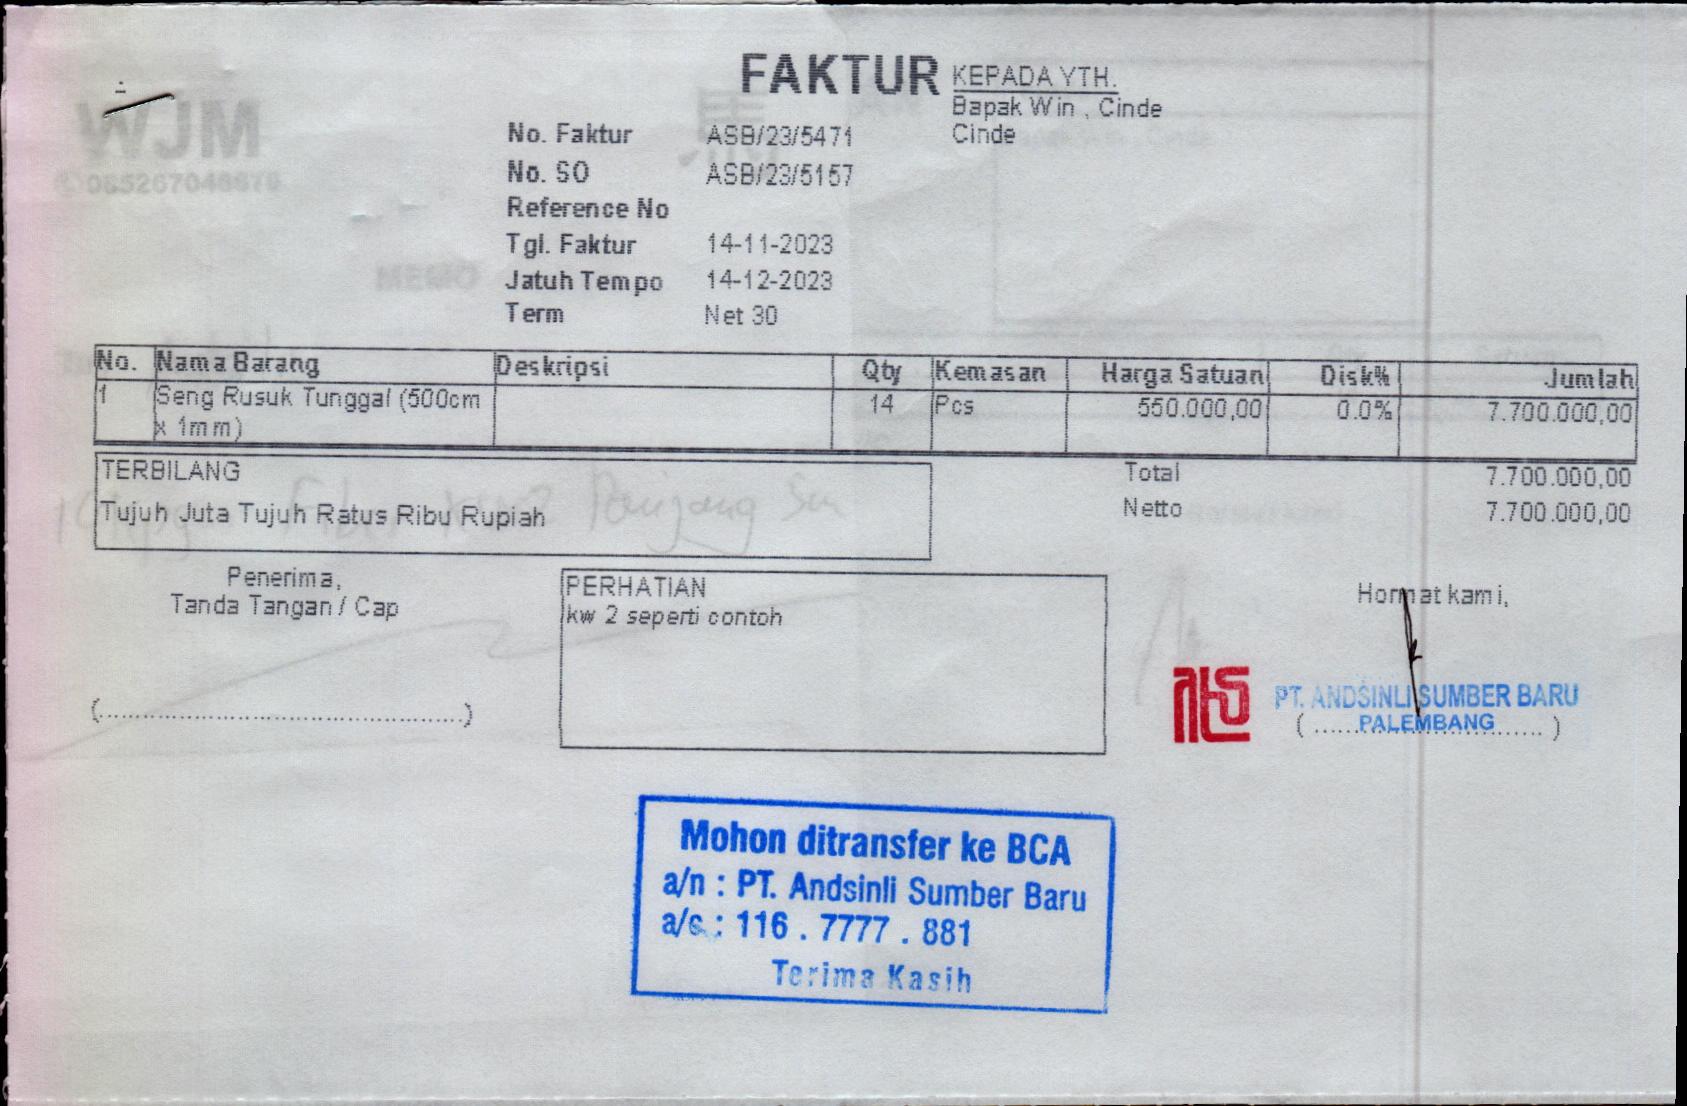 FAKTUR
KEPADA YTH.
Bapak Win , Cinde
Cinde
No. Faktur ASB/23/5471
No. SO ASB/23/5157
Reference No
Tgl. Faktur 14-11-2023
Jatuh Tempo 14-12-2023
Term Net 30
No. Nama Barang Deskripsi Qty Kemasan Harga Satuan Disk% Jumlah
1 Seng Rusuk Tunggal (500cm 14 Pcs 550.000,00 0.0% 7.700.000,00
x 1mm)
TERBILANG
Tujuh Juta Tujuh Ratus Ribu Rupiah
Total 7.700.000,00
Netto 7.700.000,00
Penerima,
Tanda Tangan / Cap
PERHATIAN
kw 2 seperti contoh
Hormat kami,
PT. ANDSINLI SUMBER BARU
PALEMBANG
Mohon ditransfer ke BCA
a/n : PT. Andsinli Sumber Baru
a/c : 116 . 7777 . 881
Terima Kasih
WJM
MEMO